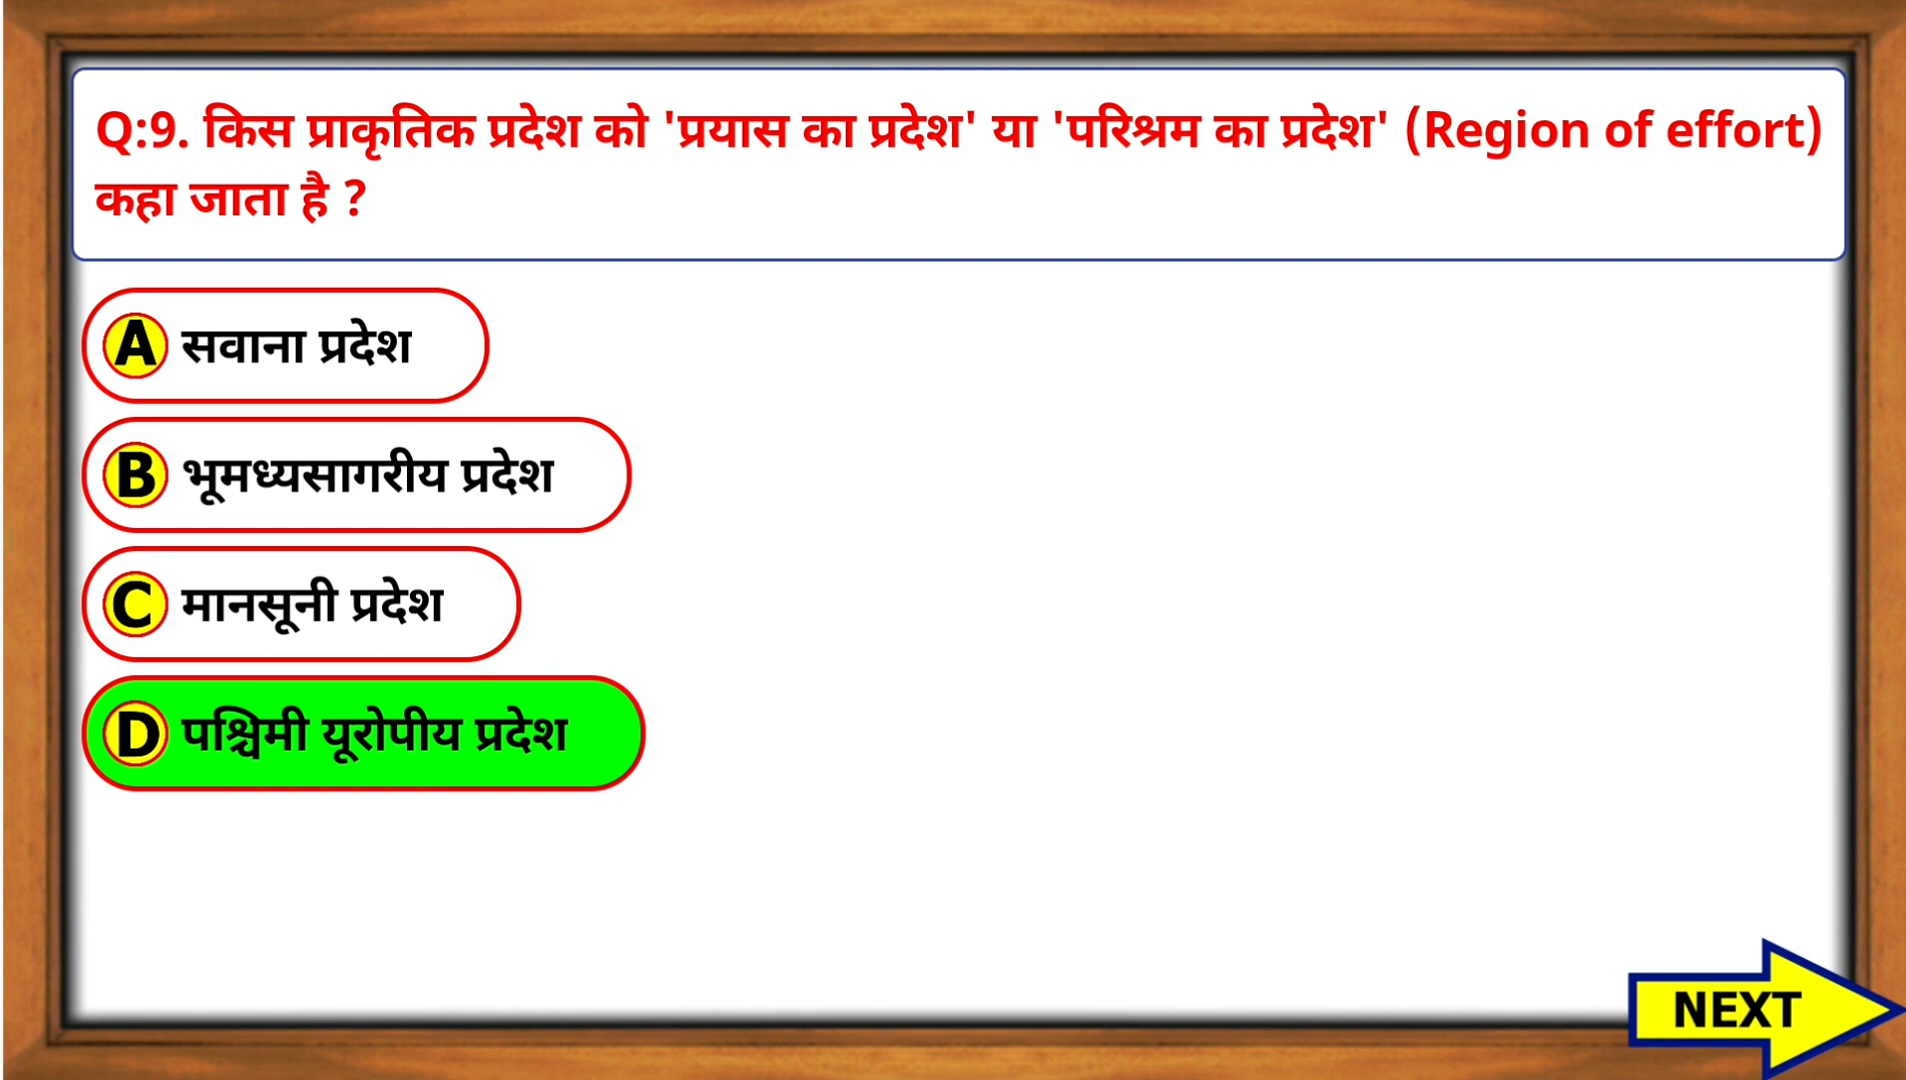 Q:9. किस प्राकृतिक प्रदेश को 'प्रयास का प्रदेश' या 'परिश्रम का प्रदेश' (Region of effort)
कहा जाता है ?
A सवाना प्रदेश
B भूमध्यसागरीय प्रदेश
C मानसूनी प्रदेश
D पश्चिमी यूरोपीय प्रदेश
NEXT